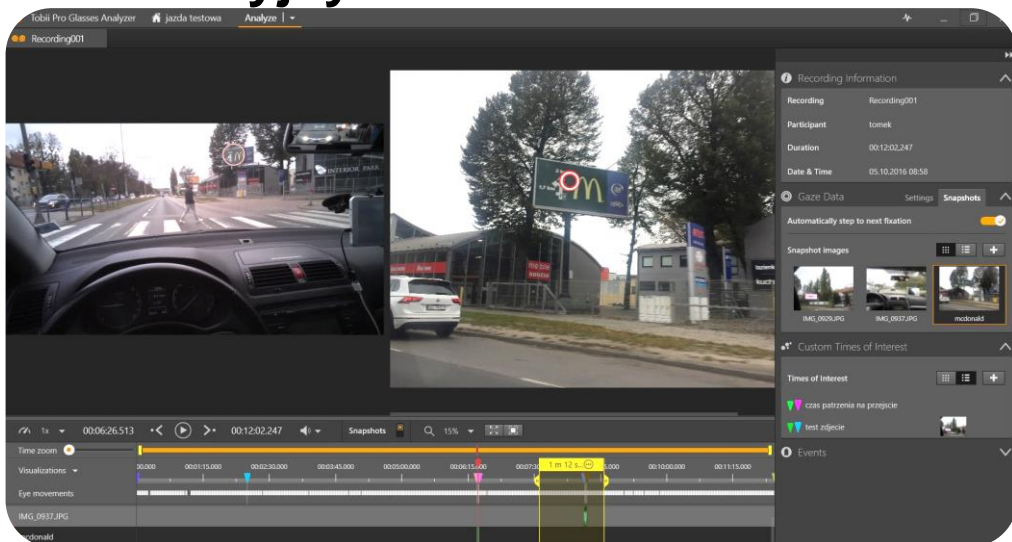 Tobii Pro Glasses Analyzer jazda testowa Analyze
Recording001
INTERIOR PARK
Recording Information
Recording Recording001
Participant tomek
Duration 00:12:02,247
Date & Time 05.10.2016 08:58
Gaze Data Settings Snapshots
Automatically step to next fixation
Snapshot images
IMG_0929.JPG IMG_0937.JPG mcdonald
Custom Times of Interest
Times of Interest
czas patrzenia na przejscie
test zdjecie
Events
1x 00:06:26.513 00:12:02.247 Snapshots 15%
Time zoom
Visualizations 00:01:15.000 00:02:30.000 00:03:45.000 00:05:00.000 1 m 12 s... 00:10:00.000 00:11:15.000
Eye movements
IMG_0937.JPG
mcdonald